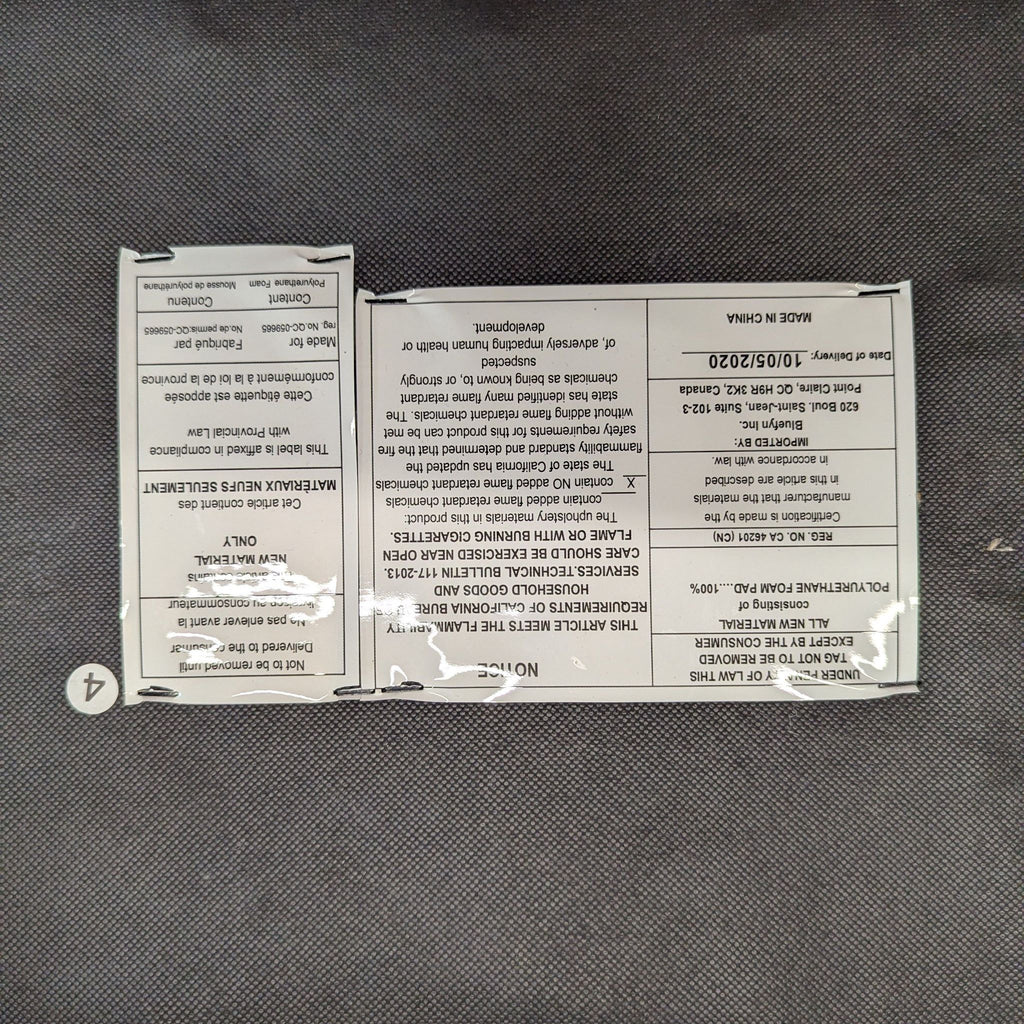 UNDER PENALTY OF LAW THIS
TAG NOT TO BE REMOVED
EXCEPT BY THE CONSUMER
ALL NEW MATERIAL
consisting of
POLYURETHANE FOAM PAD....100%
REG. NO. CA 46201 (CN)
Certification is made by the
manufacturer that the materials
in this article are described
in accordance with law.
IMPORTED BY:
Bluefyn Inc.
620 Boul. Saint-Jean, Suite 102-3
Point Claire, QC H9R 3K2, Canada
Date of Delivery: 10/05/2020
MADE IN CHINA
NOTICE
THIS ARTICLE MEETS THE FLAMMABILITY
REQUIREMENTS OF CALIFORNIA BUREAU OF
HOUSEHOLD GOODS AND
SERVICES.TECHNICAL BULLETIN 117-2013.
CARE SHOULD BE EXERCISED NEAR OPEN
FLAME OR WITH BURNING CIGARETTES.
The upholstery materials in this product:
contain added flame retardant chemicals
X contain NO added flame retardant chemicals
The state of California has updated the
flammability standard and determined that the fire
safety requirements for this product can be met
without adding flame retardant chemicals. The
state has identified many flame retardant
chemicals as being known to, or strongly
suspected
of, adversely impacting human health or
development.
Not to be removed until
Delivered to the consumar
Ne pas enlever avant la
livraison au consommateur
This article contains
NEW MATERIAL
ONLY
Cet article contient des
MATÉRIAUX NEUFS SEULEMENT
This label is affixed in compliance
with Provincial Law
Cette étiquette est apposée
conformément à la loi de la province
Made for Fabriqué par
reg. No. QC-059665 No.de permis:QC-059665
Content Contenu
Polyurethane Foam Mousse de polyuréthane
4